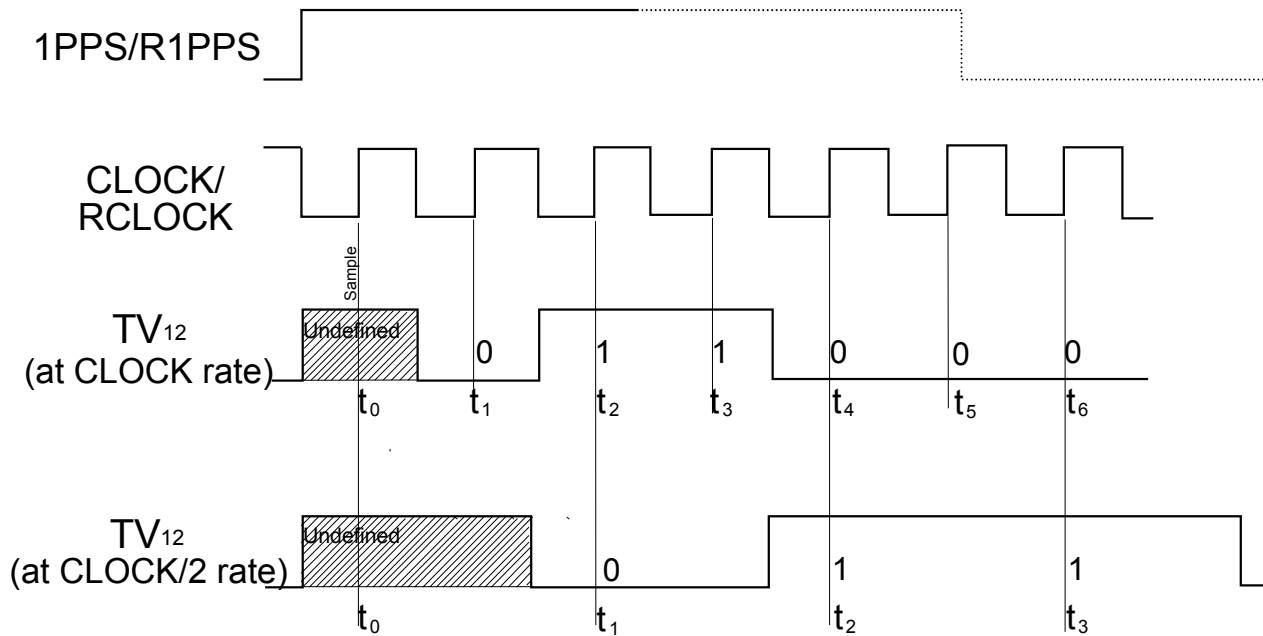 1PPS/R1PPS
CLOCK/
RCLOCK
Sample
TV12
(at CLOCK rate)
Undefined
0 1 1 0 0 0
t0 t1 t2 t3 t4 t5 t6
TV12
(at CLOCK/2 rate)
Undefined
0 1 1
t0 t1 t2 t3